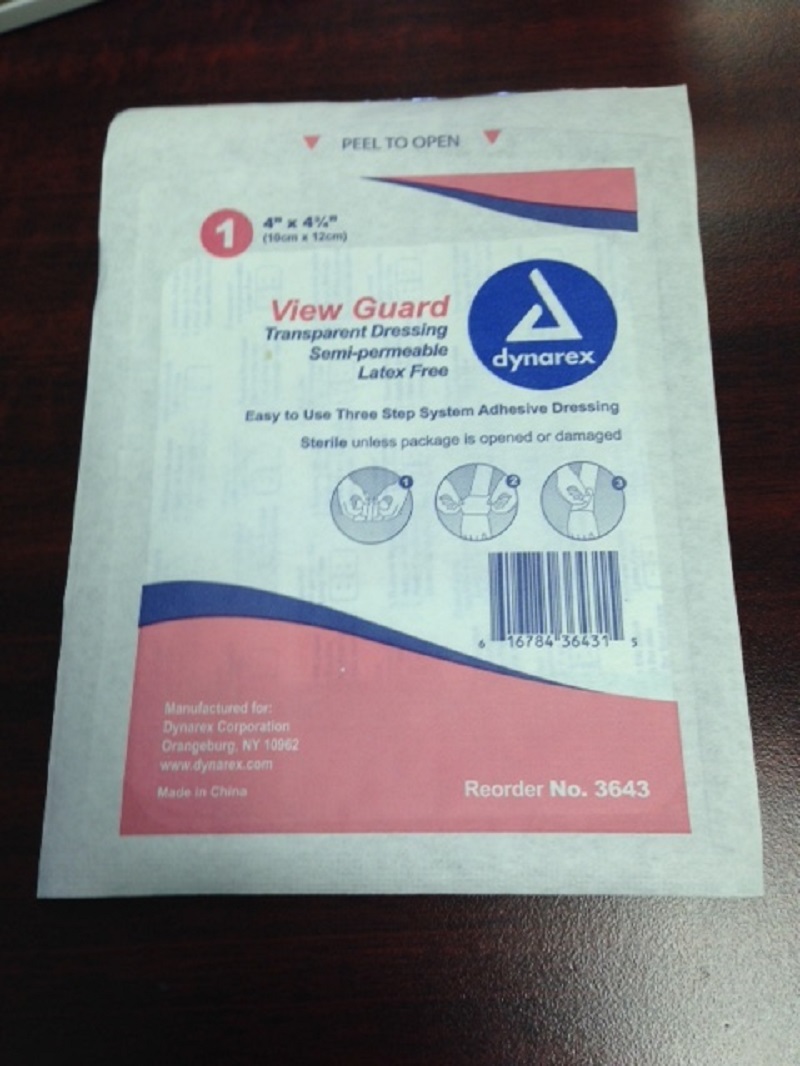 PEEL TO OPEN
1
4" x 4¾"
(10cm x 12cm)
View Guard
Transparent Dressing
Semi-permeable
Latex Free
dynarex
Easy to Use Three Step System Adhesive Dressing
Sterile unless package is opened or damaged
1 2 3
6 16784 36431 5
Manufactured for:
Dynarex Corporation
Orangeburg, NY 10962
www.dynarex.com
Made in China
Reorder No. 3643